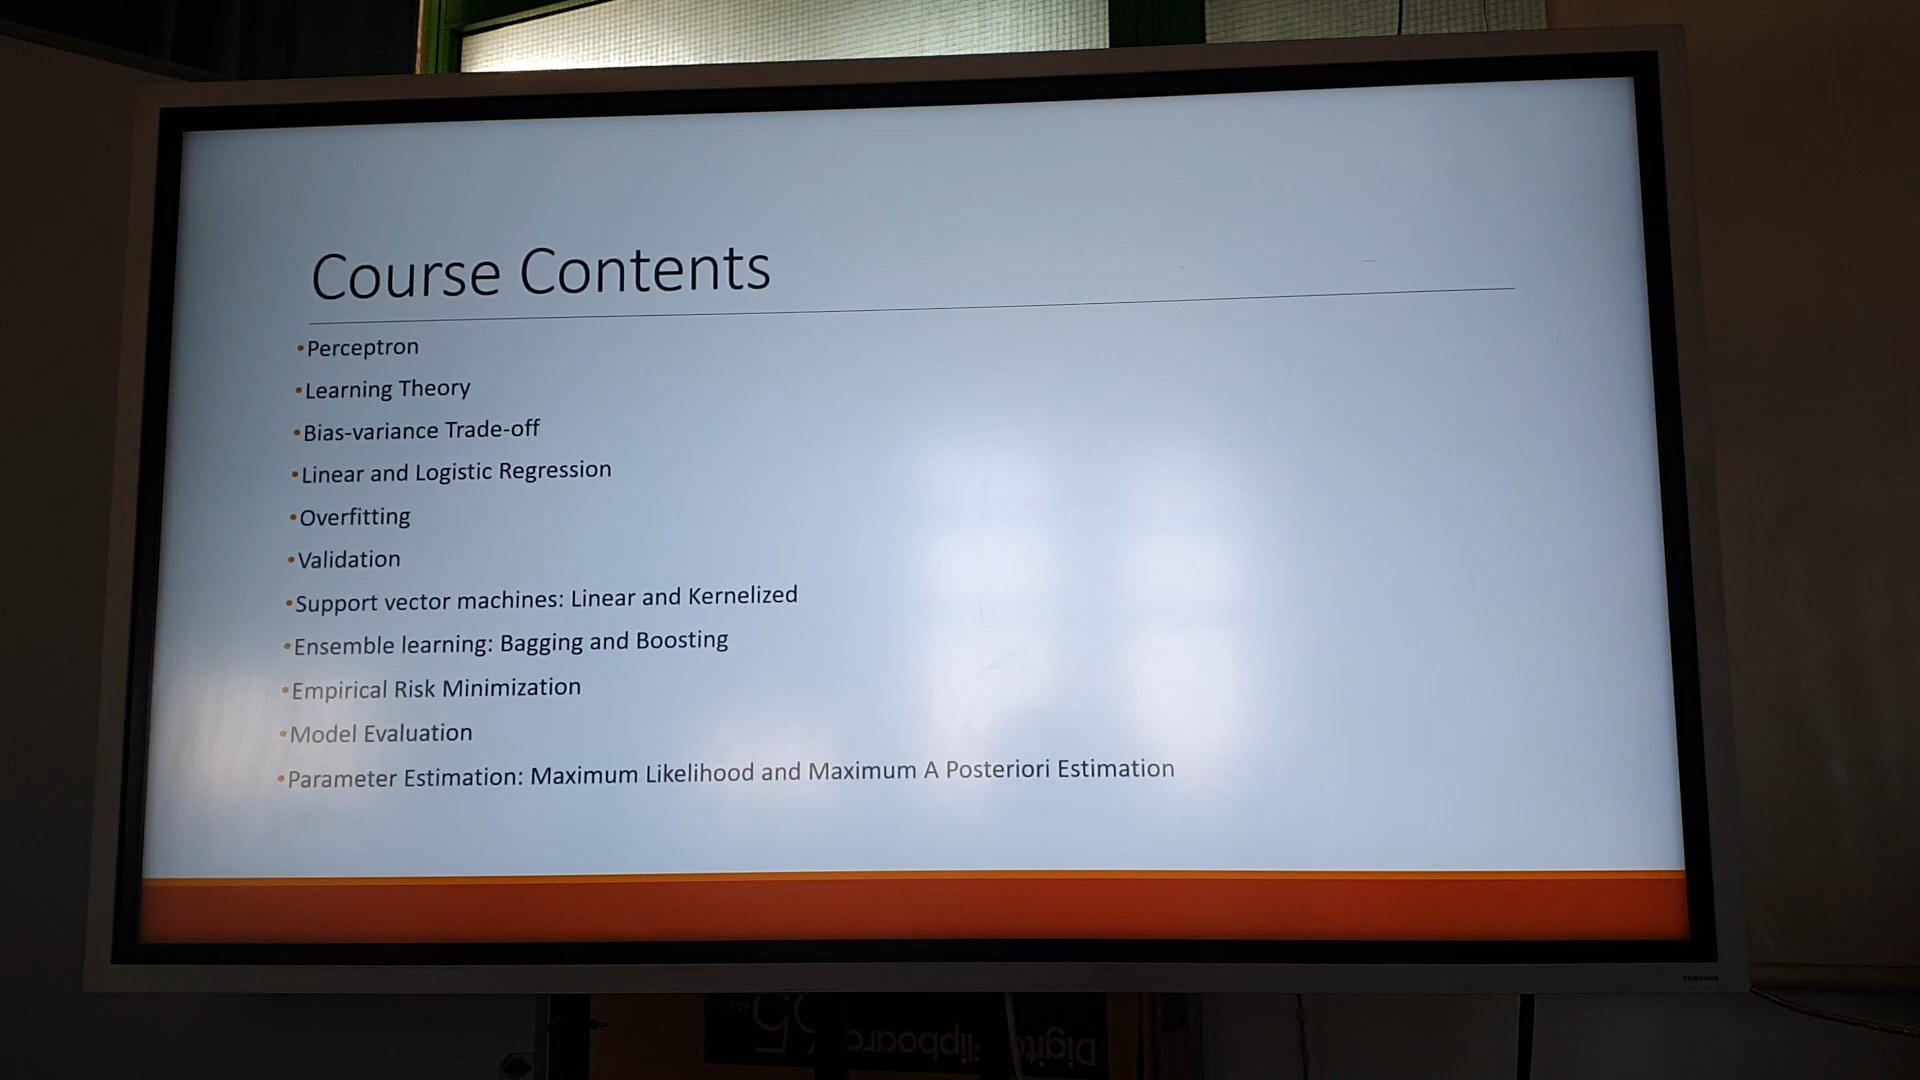 Course Contents
•Perceptron
•Learning Theory
•Bias-variance Trade-off
•Linear and Logistic Regression
•Overfitting
•Validation
•Support vector machines: Linear and Kernelized
•Ensemble learning: Bagging and Boosting
•Empirical Risk Minimization
•Model Evaluation
•Parameter Estimation: Maximum Likelihood and Maximum A Posteriori Estimation
SAMSUNG